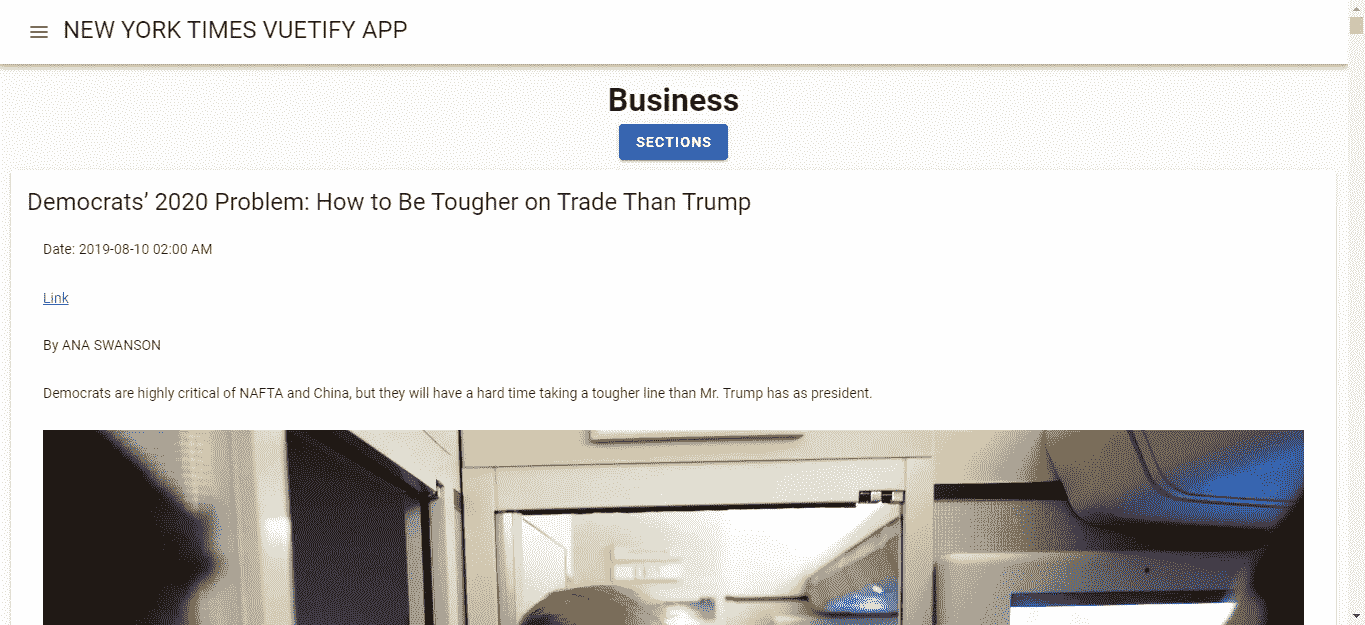 NEW YORK TIMES VUETIFY APP
Business
SECTIONS
Democrats’ 2020 Problem: How to Be Tougher on Trade Than Trump
Date: 2019-08-10 02:00 AM
Link
By ANA SWANSON
Democrats are highly critical of NAFTA and China, but they will have a hard time taking a tougher line than Mr. Trump has as president.